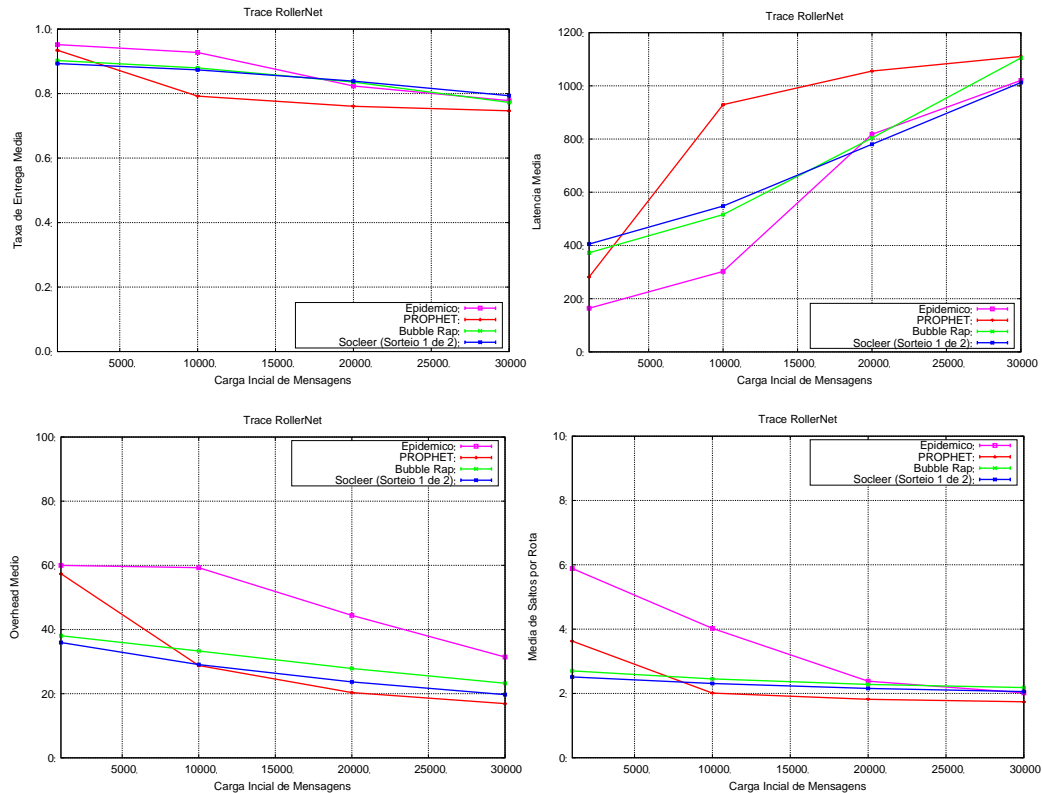 Trace RollerNet
1.0:
0.8:
0.6:
0.4:
0.2:
0.0:
Taxa de Entrega Media
Epidemico:
PROPHET:
Bubble Rap:
Socleer (Sorteio 1 de 2):
5000. 10000. 15000. 20000. 25000. 30000
Carga Incial de Mensagens
Trace RollerNet
1200:
1000:
800:
600:
400:
200:
0:
Latencia Media
Epidemico:
PROPHET:
Bubble Rap:
Socleer (Sorteio 1 de 2):
5000. 10000. 15000. 20000. 25000. 30000
Carga Incial de Mensagens
Trace RollerNet
100:
80:
60:
40:
20:
0:
Overhead Medio
Epidemico:
PROPHET:
Bubble Rap:
Socleer (Sorteio 1 de 2):
5000. 10000. 15000. 20000. 25000. 30000
Carga Incial de Mensagens
Trace RollerNet
10:
8:
6:
4:
2:
0:
Media de Saltos por Rota
Epidemico:
PROPHET:
Bubble Rap:
Socleer (Sorteio 1 de 2):
5000. 10000. 15000. 20000. 25000. 30000
Carga Incial de Mensagens